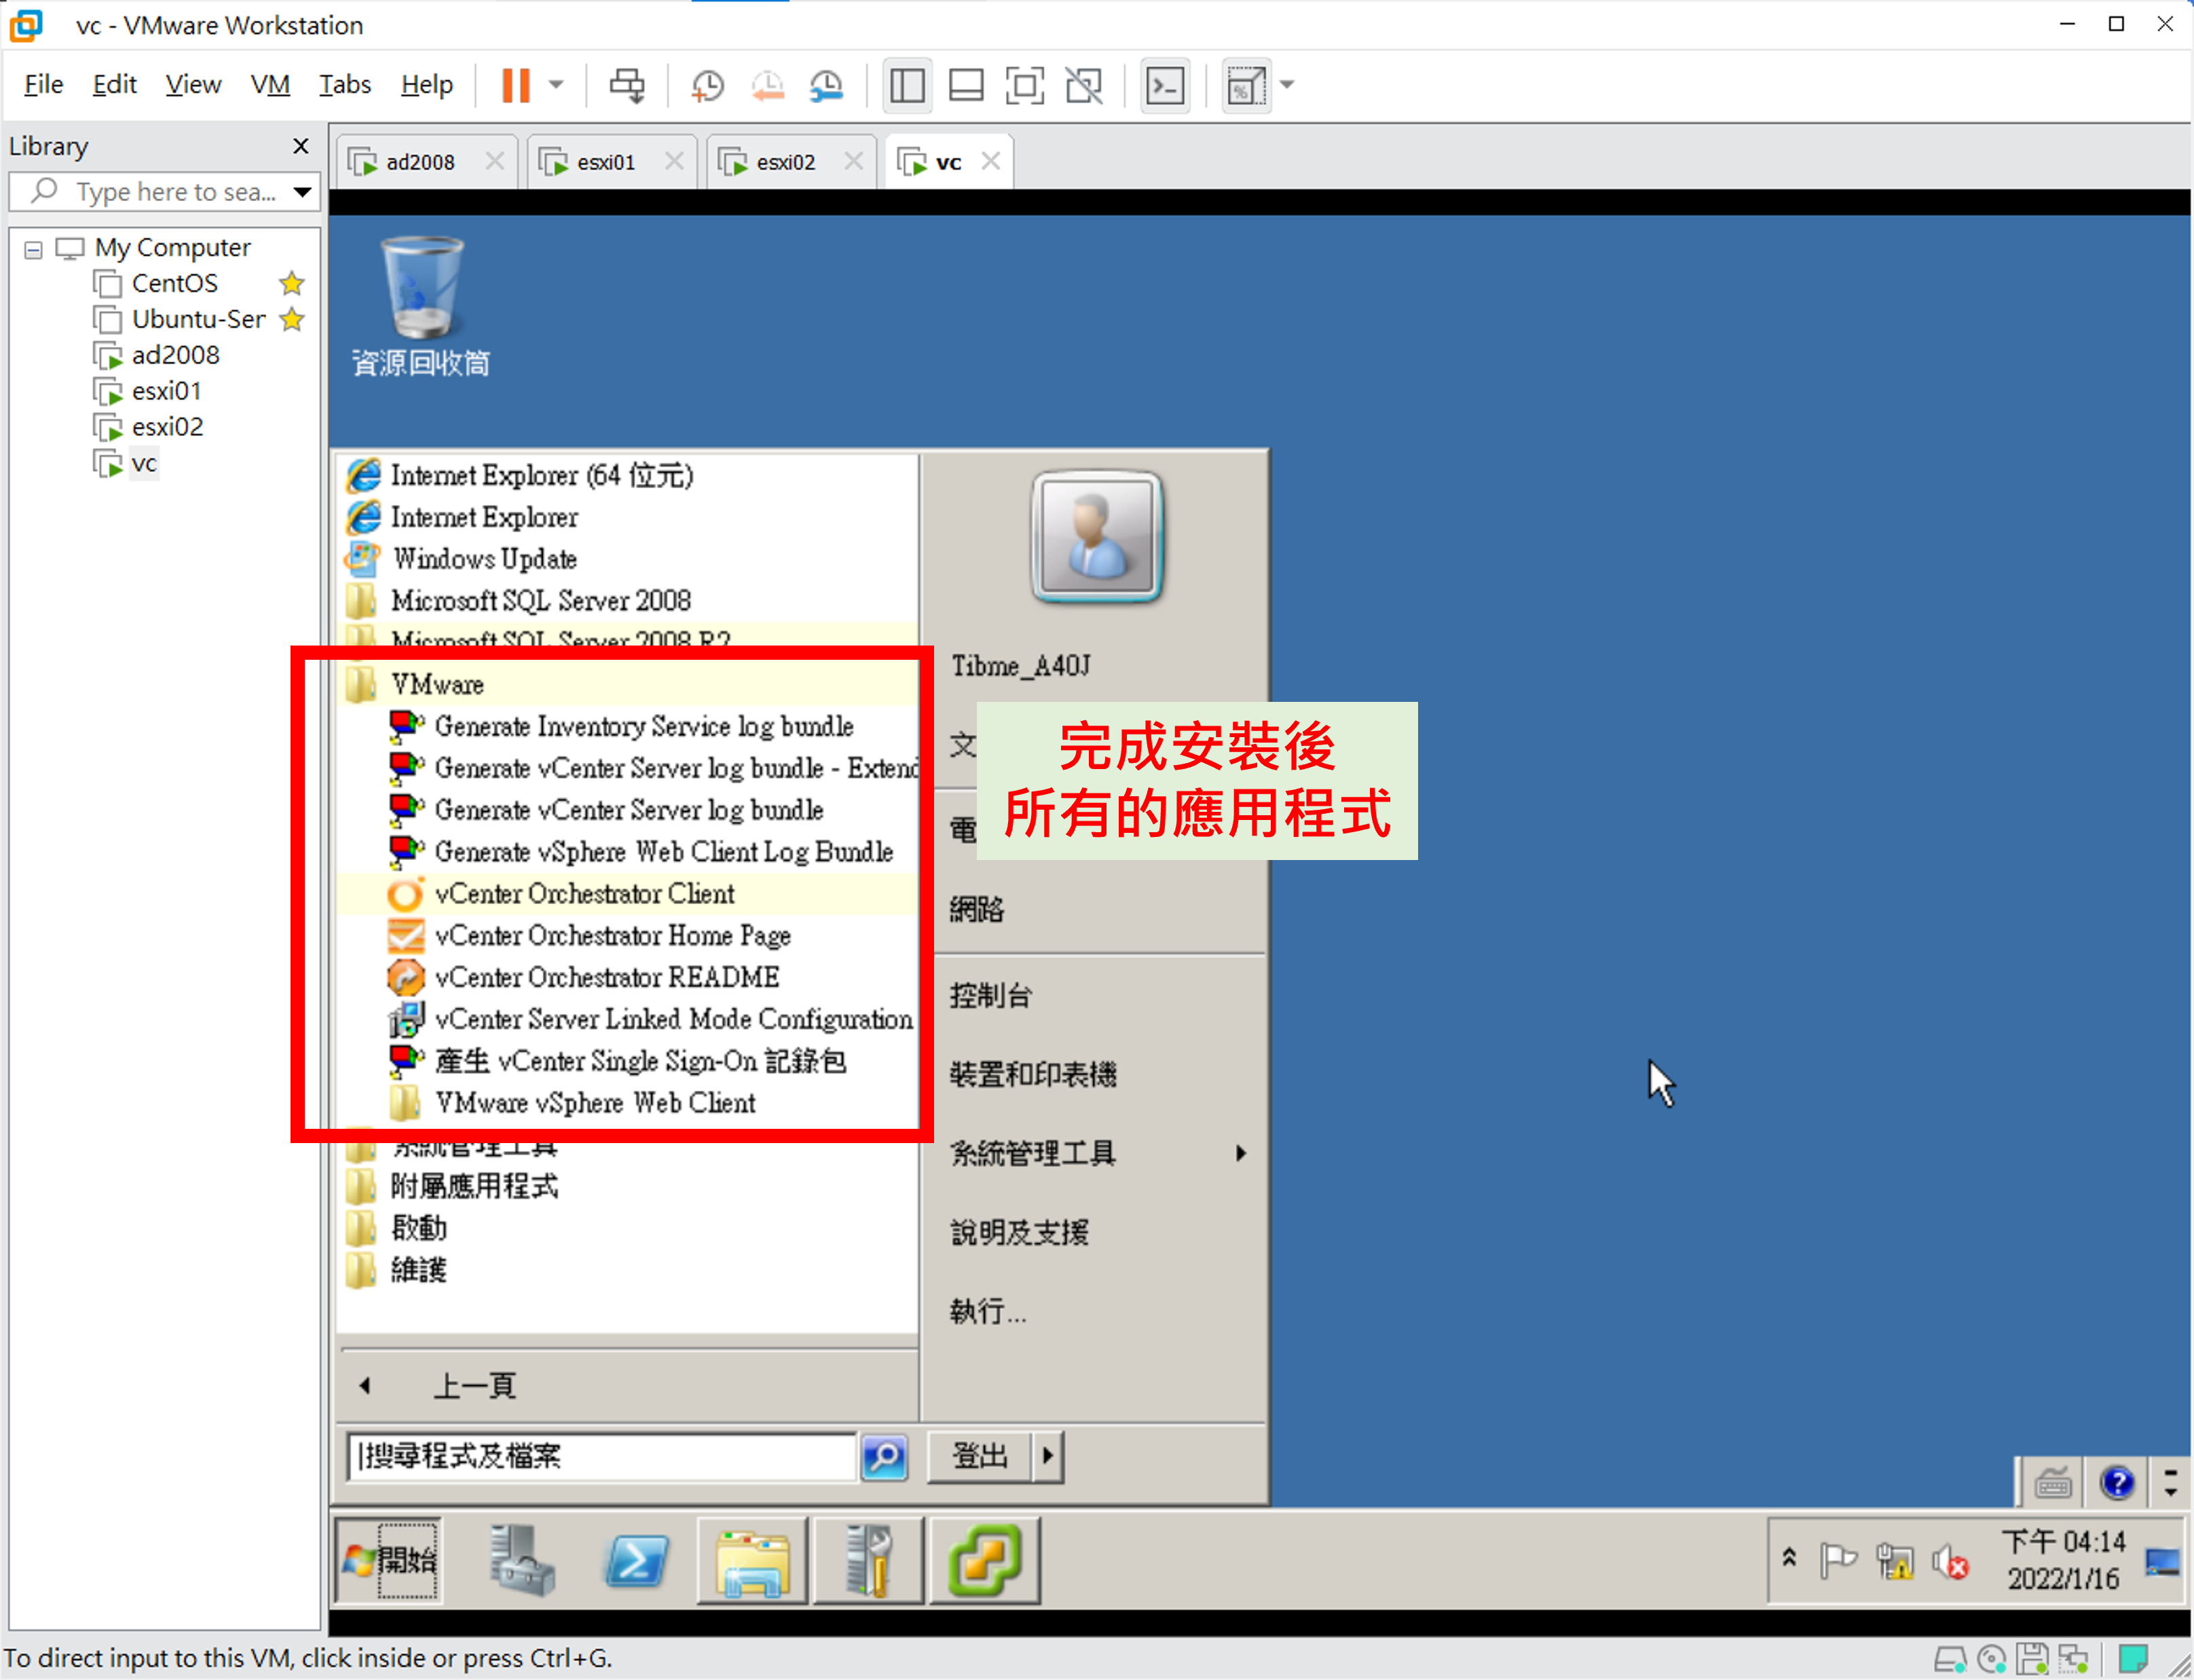 vc - VMware Workstation
File Edit View VM Tabs Help
Library
Type here to sea...
My Computer
CentOS
Ubuntu-Ser
ad2008
esxi01
esxi02
vc
ad2008
esxi01
esxi02
vc
資源回收筒
Internet Explorer (64 位元)
Internet Explorer
Windows Update
Microsoft SQL Server 2008
Microsoft SQL Server 2008 R2
VMware
Generate Inventory Service log bundle
Generate vCenter Server log bundle - Extend
Generate vCenter Server log bundle
Generate vSphere Web Client Log Bundle
vCenter Orchestrator Client
vCenter Orchestrator Home Page
vCenter Orchestrator README
vCenter Server Linked Mode Configuration
產生 vCenter Single Sign-On 記錄包
VMware vSphere Web Client
系統管理工具
附屬應用程式
啟動
維護
上一頁
搜尋程式及檔案
登出
Tibme_A40J
文
電
網路
控制台
裝置和印表機
系統管理工具
說明及支援
執行...
完成安裝後
所有的應用程式
開始
下午 04:14
2022/1/16
To direct input to this VM, click inside or press Ctrl+G.